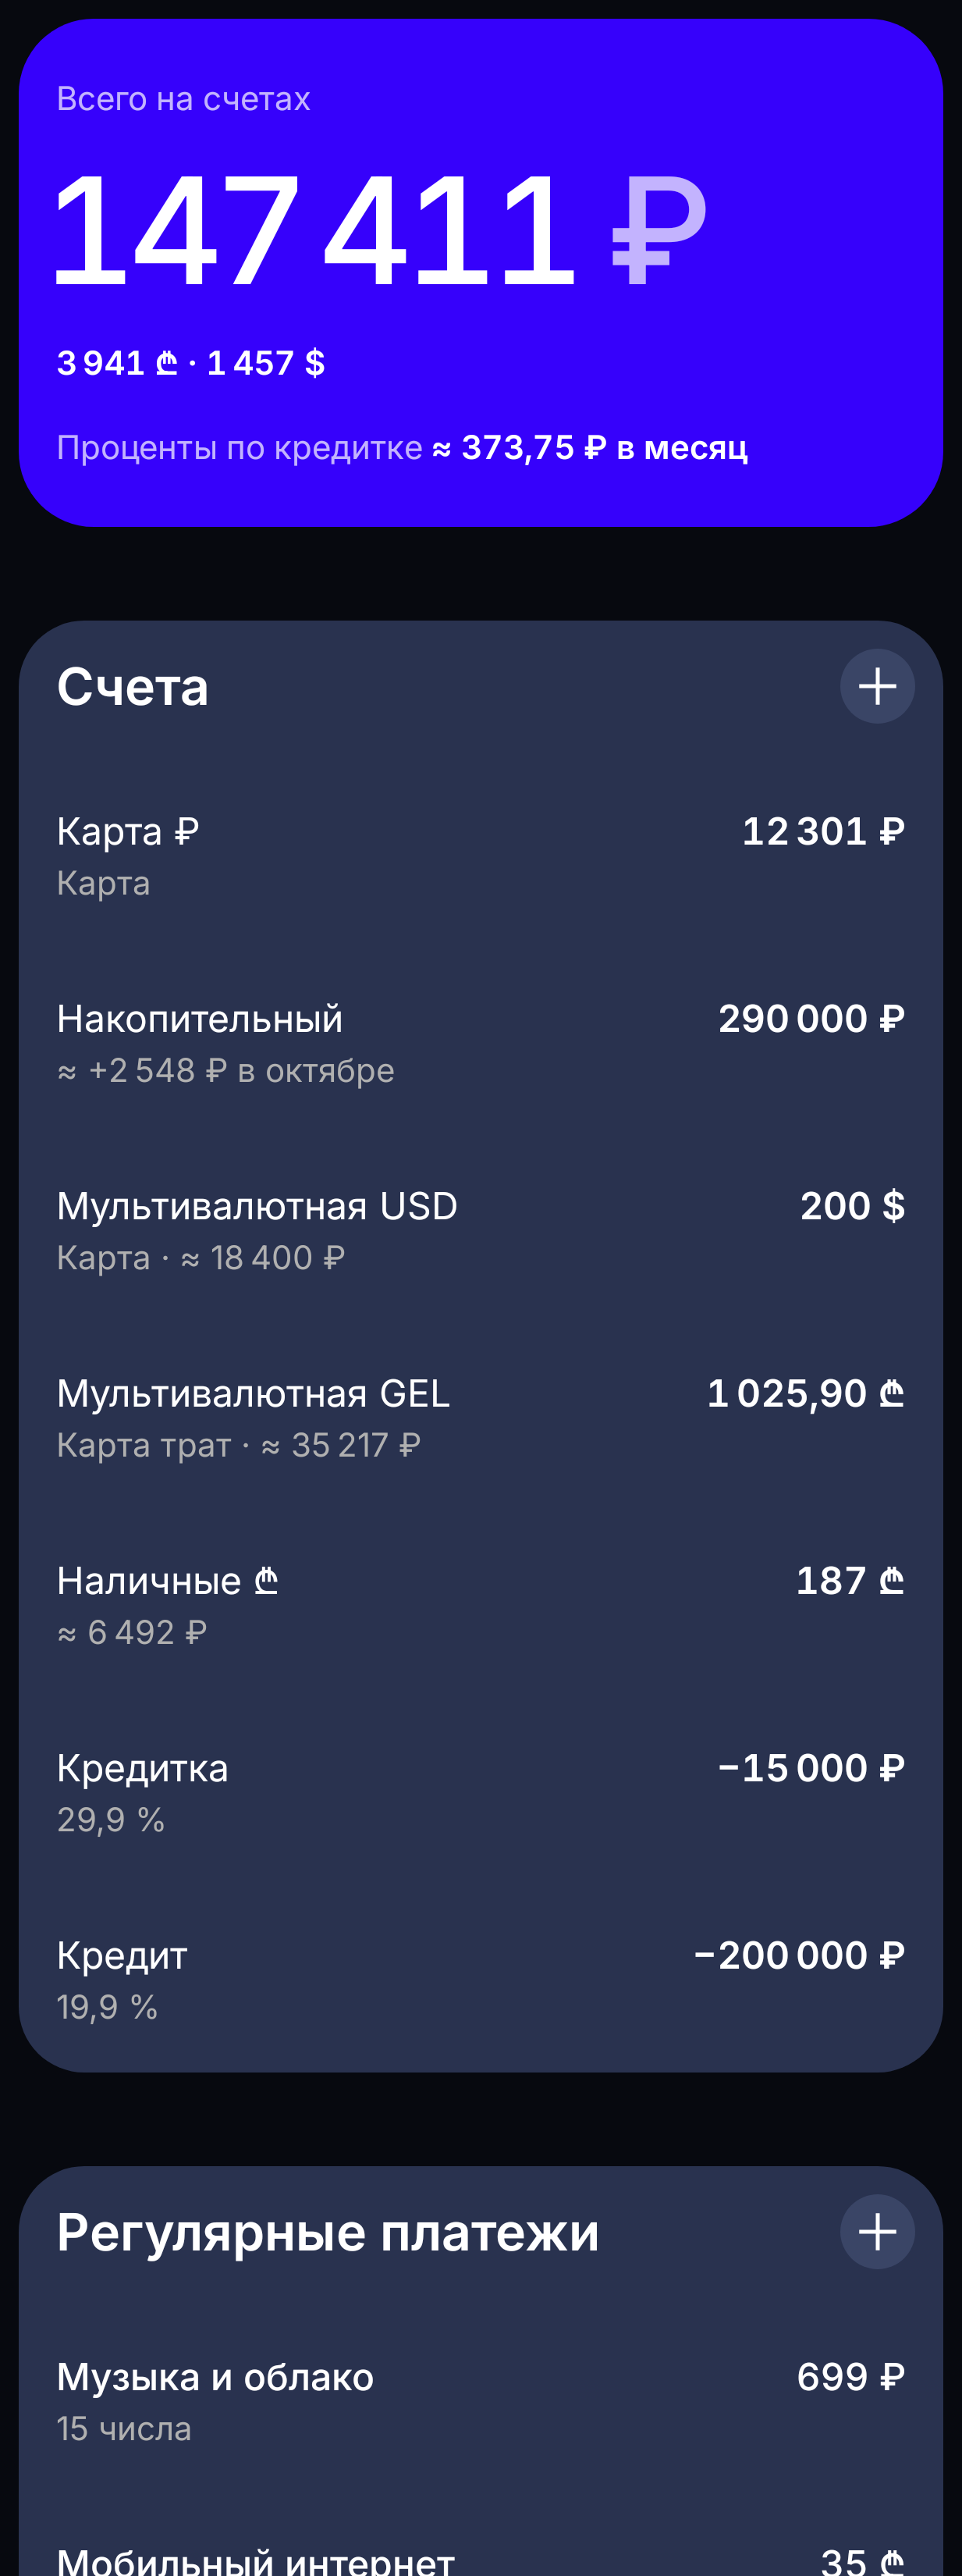 Всего на счетах
147 411 ₽
3 941 ₾ · 1 457 $
Проценты по кредитке ≈ 373,75 ₽ в месяц
Счета
Карта ₽
12 301 ₽
Карта
Накопительный
290 000 ₽
≈ +2 548 ₽ в октябре
Мультивалютная USD
200 $
Карта · ≈ 18 400 ₽
Мультивалютная GEL
1 025,90 ₾
Карта трат · ≈ 35 217 ₽
Наличные ₾
187 ₾
≈ 6 492 ₽
Кредитка
−15 000 ₽
29,9 %
Кредит
−200 000 ₽
19,9 %
Регулярные платежи
Музыка и облако
699 ₽
15 числа
Мобильный интернет
35 ₾